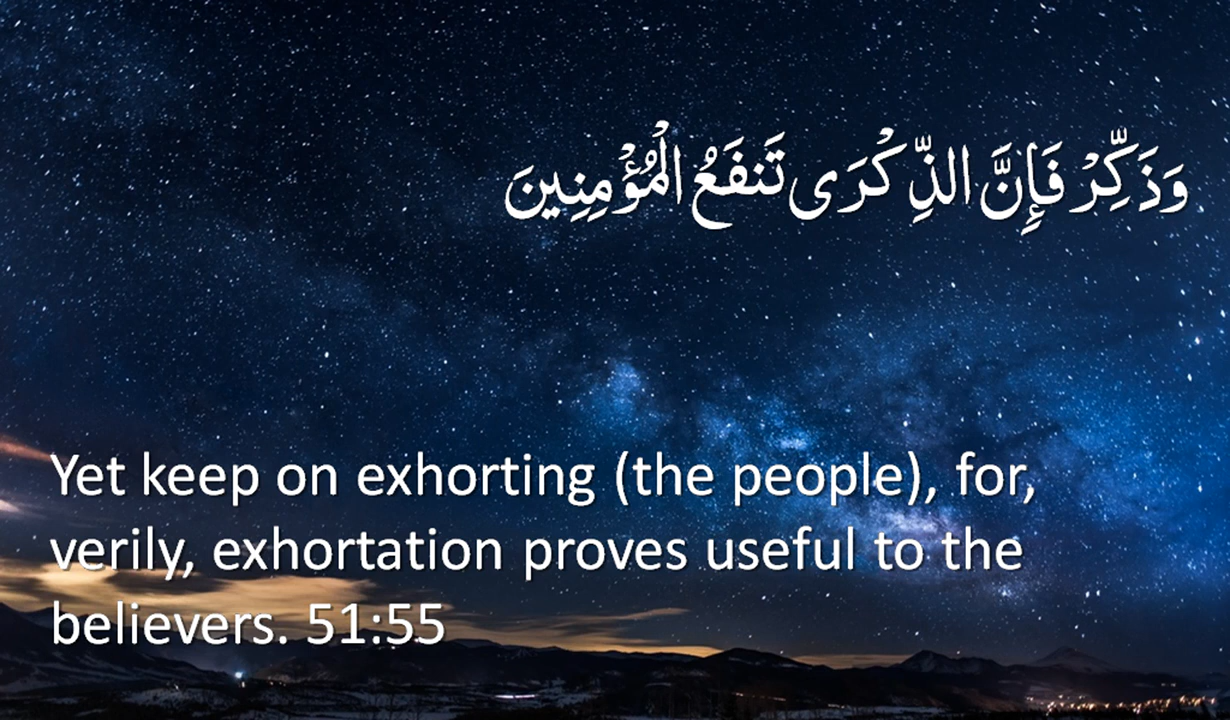 وَذَكِّرْ فَإِنَّ الذِّكْرَى تَنفَعُ الْمُؤْمِنِينَ
Yet keep on exhorting (the people), for,
verily, exhortation proves useful to the
believers. 51:55